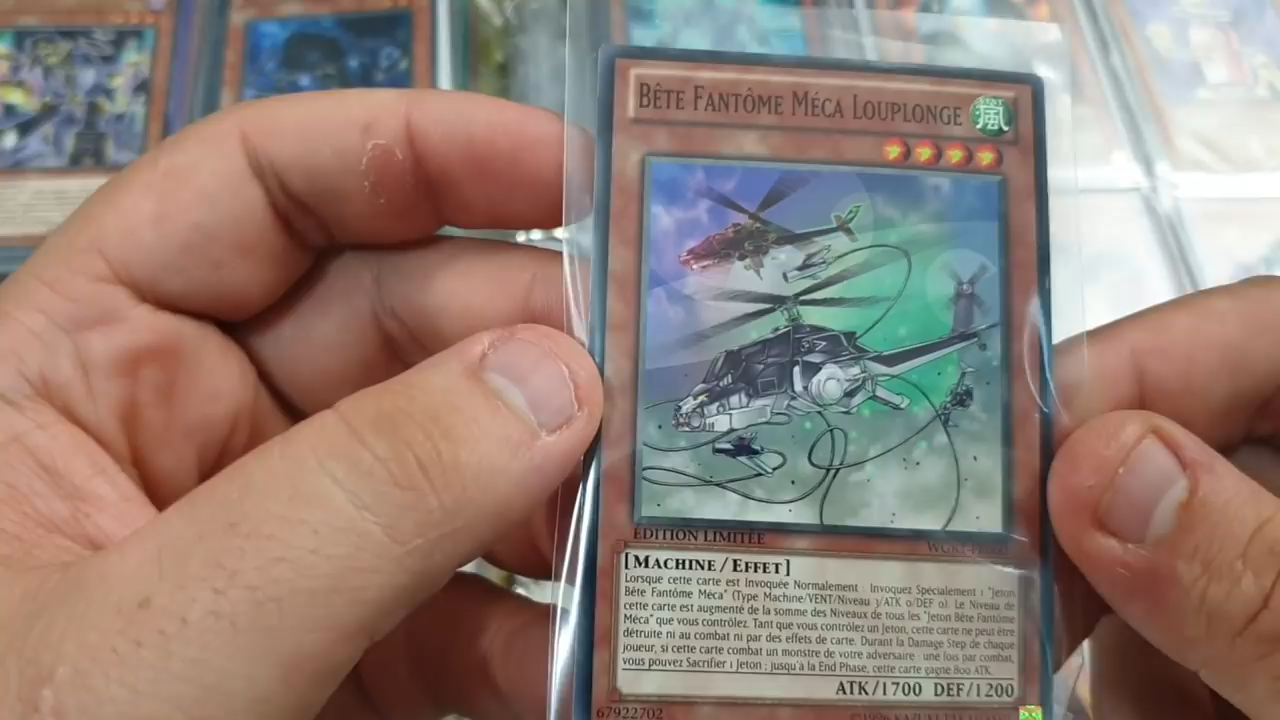 BÊTE FANTÔME MÉCA LOUPLONGE
風
ÉDITION LIMITÉE
[MACHINE/EFFET]
Lorsque cette carte est Invoquée Normalement : Invoquez Spécialement 1 "Jeton
Bête Fantôme Méca" (Type Machine/VENT/Niveau 3/ATK 0/DEF 0). Le Niveau de
cette carte est augmenté de la somme des Niveaux de tous les "Jeton Bête Fantôme
Méca" que vous contrôlez. Tant que vous contrôlez un Jeton, cette carte ne peut être
détruite ni au combat ni par des effets de carte. Durant la Damage Step de chaque
joueur, si cette carte combat un monstre de votre adversaire : une fois par combat,
vous pouvez Sacrifier 1 Jeton ; jusqu'à la End Phase, cette carte gagne 800 ATK.
ATK/1700 DEF/1200
67922702